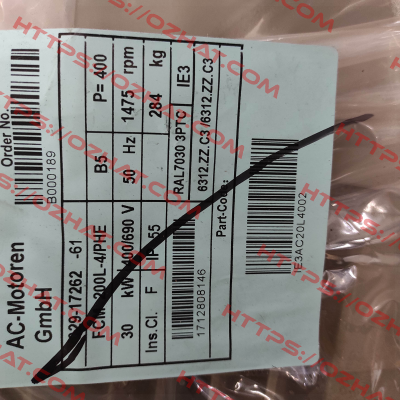 AC-Motoren
GmbH
Order No.
B000189
29-17262 -61
FCM 200L-4/PHE
B5
P= 400
30 kW 400/690 V
50 Hz
1475 rpm
Ins.Cl. F
IP 55
284 kg
RAL7030 3PTC
IE3
6312.ZZ.C3 /6312.ZZ.C3
1712808146
Part-Code.:
1E3AC20L4002
HTTPS://OZHAT.COM